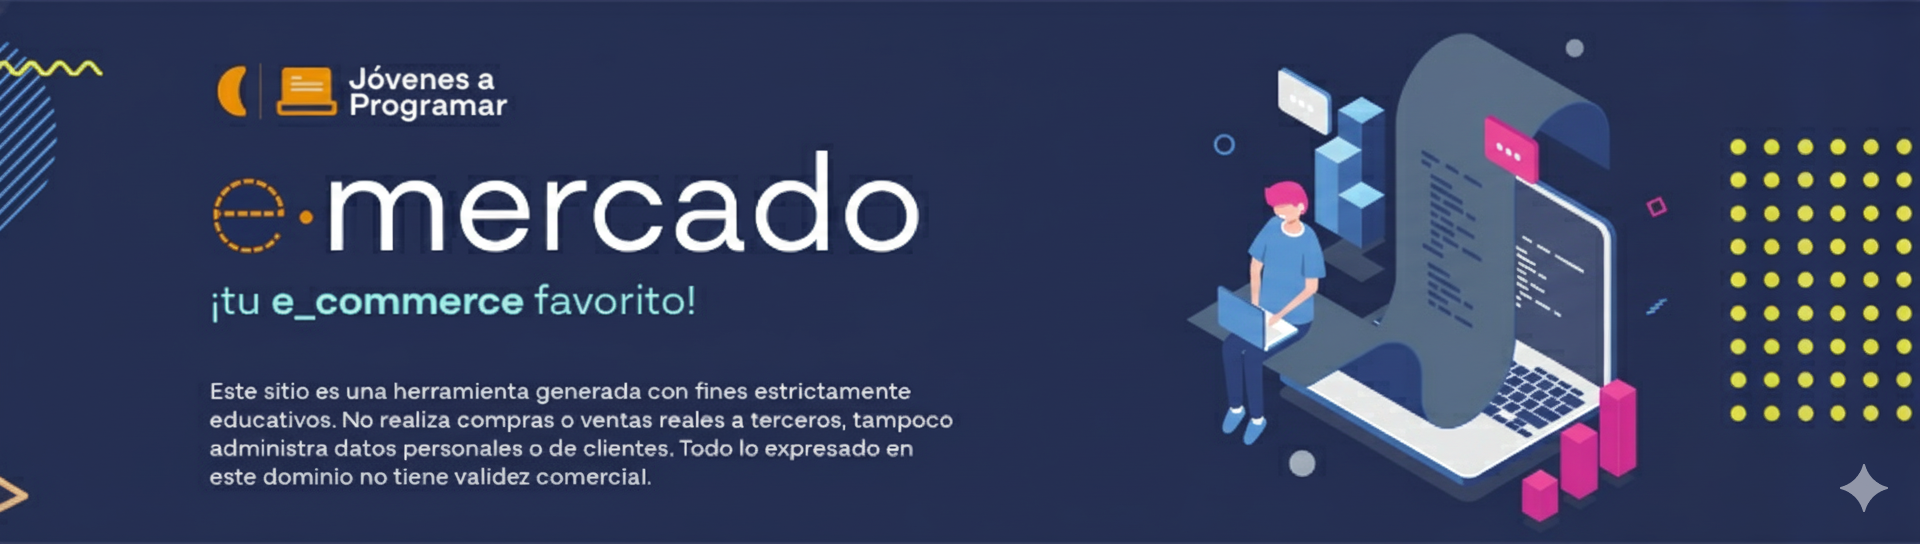 Jóvenes a
Programar
e·mercado
¡tu e_commerce favorito!
Este sitio es una herramienta generada con fines estrictamente
educativos. No realiza compras o ventas reales a terceros, tampoco
administra datos personales o de clientes. Todo lo expresado en
este dominio no tiene validez comercial.